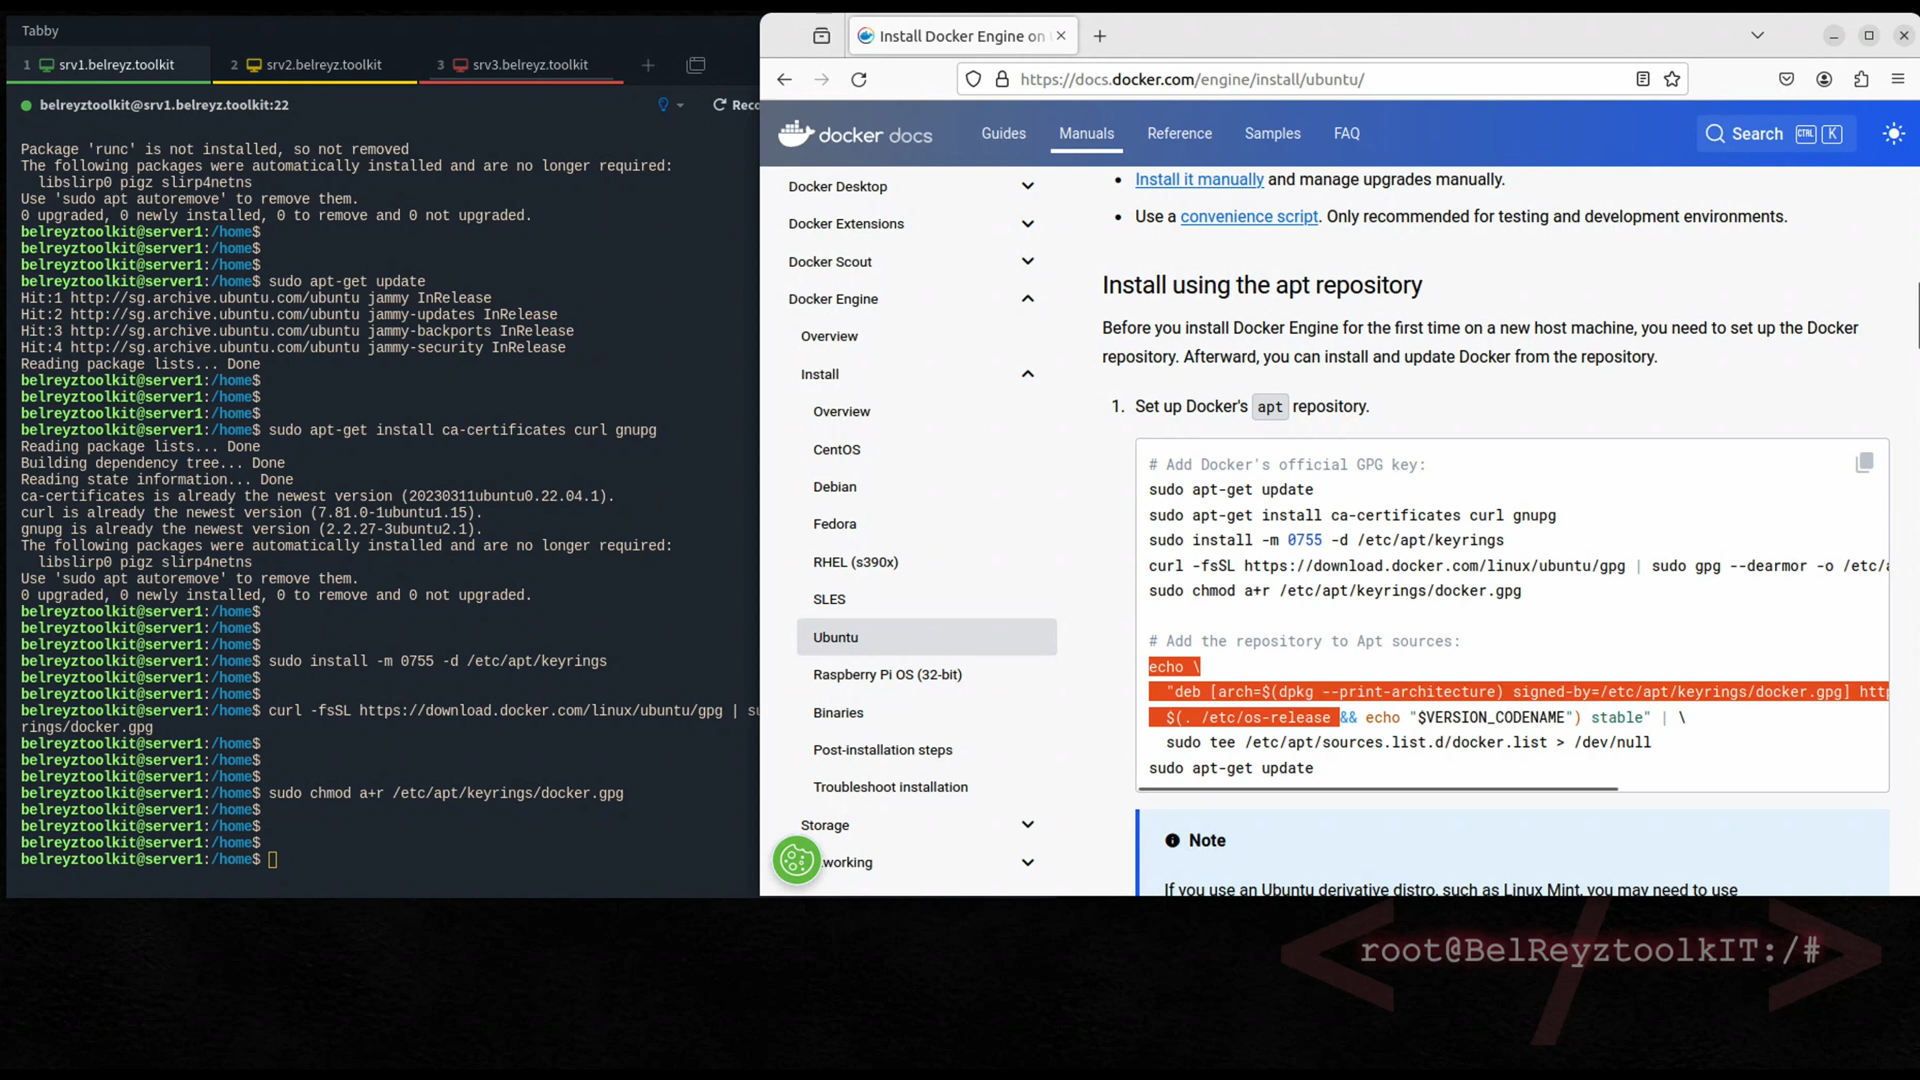 Tabby
1 srv1.belreyz.toolkit
2 srv2.belreyz.toolkit
3 srv3.belreyz.toolkit
belreyztoolkit@srv1.belreyz.toolkit:22
Reco
Package 'runc' is not installed, so not removed
The following packages were automatically installed and are no longer required:
libslirp0 pigz slirp4netns
Use 'sudo apt autoremove' to remove them.
0 upgraded, 0 newly installed, 0 to remove and 0 not upgraded.
belreyztoolkit@server1:/home$
belreyztoolkit@server1:/home$
belreyztoolkit@server1:/home$
belreyztoolkit@server1:/home$ sudo apt-get update
Hit:1 http://sg.archive.ubuntu.com/ubuntu jammy InRelease
Hit:2 http://sg.archive.ubuntu.com/ubuntu jammy-updates InRelease
Hit:3 http://sg.archive.ubuntu.com/ubuntu jammy-backports InRelease
Hit:4 http://sg.archive.ubuntu.com/ubuntu jammy-security InRelease
Reading package lists... Done
belreyztoolkit@server1:/home$
belreyztoolkit@server1:/home$
belreyztoolkit@server1:/home$
belreyztoolkit@server1:/home$ sudo apt-get install ca-certificates curl gnupg
Reading package lists... Done
Building dependency tree... Done
Reading state information... Done
ca-certificates is already the newest version (20230311ubuntu0.22.04.1).
curl is already the newest version (7.81.0-1ubuntu1.15).
gnupg is already the newest version (2.2.27-3ubuntu2.1).
The following packages were automatically installed and are no longer required:
libslirp0 pigz slirp4netns
Use 'sudo apt autoremove' to remove them.
0 upgraded, 0 newly installed, 0 to remove and 0 not upgraded.
belreyztoolkit@server1:/home$
belreyztoolkit@server1:/home$
belreyztoolkit@server1:/home$
belreyztoolkit@server1:/home$ sudo install -m 0755 -d /etc/apt/keyrings
belreyztoolkit@server1:/home$
belreyztoolkit@server1:/home$
belreyztoolkit@server1:/home$ curl -fsSL https://download.docker.com/linux/ubuntu/gpg | su
rings/docker.gpg
belreyztoolkit@server1:/home$
belreyztoolkit@server1:/home$
belreyztoolkit@server1:/home$
belreyztoolkit@server1:/home$ sudo chmod a+r /etc/apt/keyrings/docker.gpg
belreyztoolkit@server1:/home$
belreyztoolkit@server1:/home$
belreyztoolkit@server1:/home$
belreyztoolkit@server1:/home$
Install Docker Engine on
https://docs.docker.com/engine/install/ubuntu/
docker docs
Guides
Manuals
Reference
Samples
FAQ
Search CTRL K
Docker Desktop
Docker Extensions
Docker Scout
Docker Engine
Overview
Install
Overview
CentOS
Debian
Fedora
RHEL (s390x)
SLES
Ubuntu
Raspberry Pi OS (32-bit)
Binaries
Post-installation steps
Troubleshoot installation
Storage
working
• Install it manually and manage upgrades manually.
• Use a convenience script. Only recommended for testing and development environments.
Install using the apt repository
Before you install Docker Engine for the first time on a new host machine, you need to set up the Docker
repository. Afterward, you can install and update Docker from the repository.
1. Set up Docker's apt repository.
# Add Docker's official GPG key:
sudo apt-get update
sudo apt-get install ca-certificates curl gnupg
sudo install -m 0755 -d /etc/apt/keyrings
curl -fsSL https://download.docker.com/linux/ubuntu/gpg | sudo gpg --dearmor -o /etc/a
sudo chmod a+r /etc/apt/keyrings/docker.gpg
# Add the repository to Apt sources:
echo \
"deb [arch=$(dpkg --print-architecture) signed-by=/etc/apt/keyrings/docker.gpg] http
$(. /etc/os-release && echo "$VERSION_CODENAME") stable" | \
sudo tee /etc/apt/sources.list.d/docker.list > /dev/null
sudo apt-get update
Note
If you use an Ubuntu derivative distro, such as Linux Mint, you may need to use
root@BelReyztoolkIT:/#